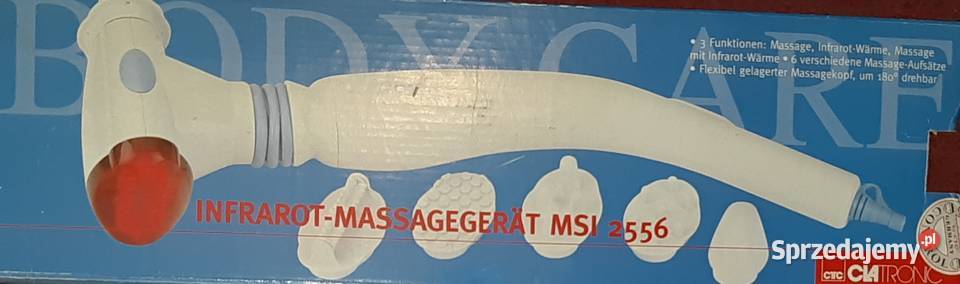 BODY CARE
• 3 Funktionen: Massage, Infrarot-Wärme, Massage
mit Infrarot-Wärme • 6 verschiedene Massage-Aufsätze
• Flexibel gelagerter Massagekopf, um 180° drehbar
INFRAROT-MASSAGEGERÄT MSI 2556
Sprzedajemy.pl
CTC CLATRONIC